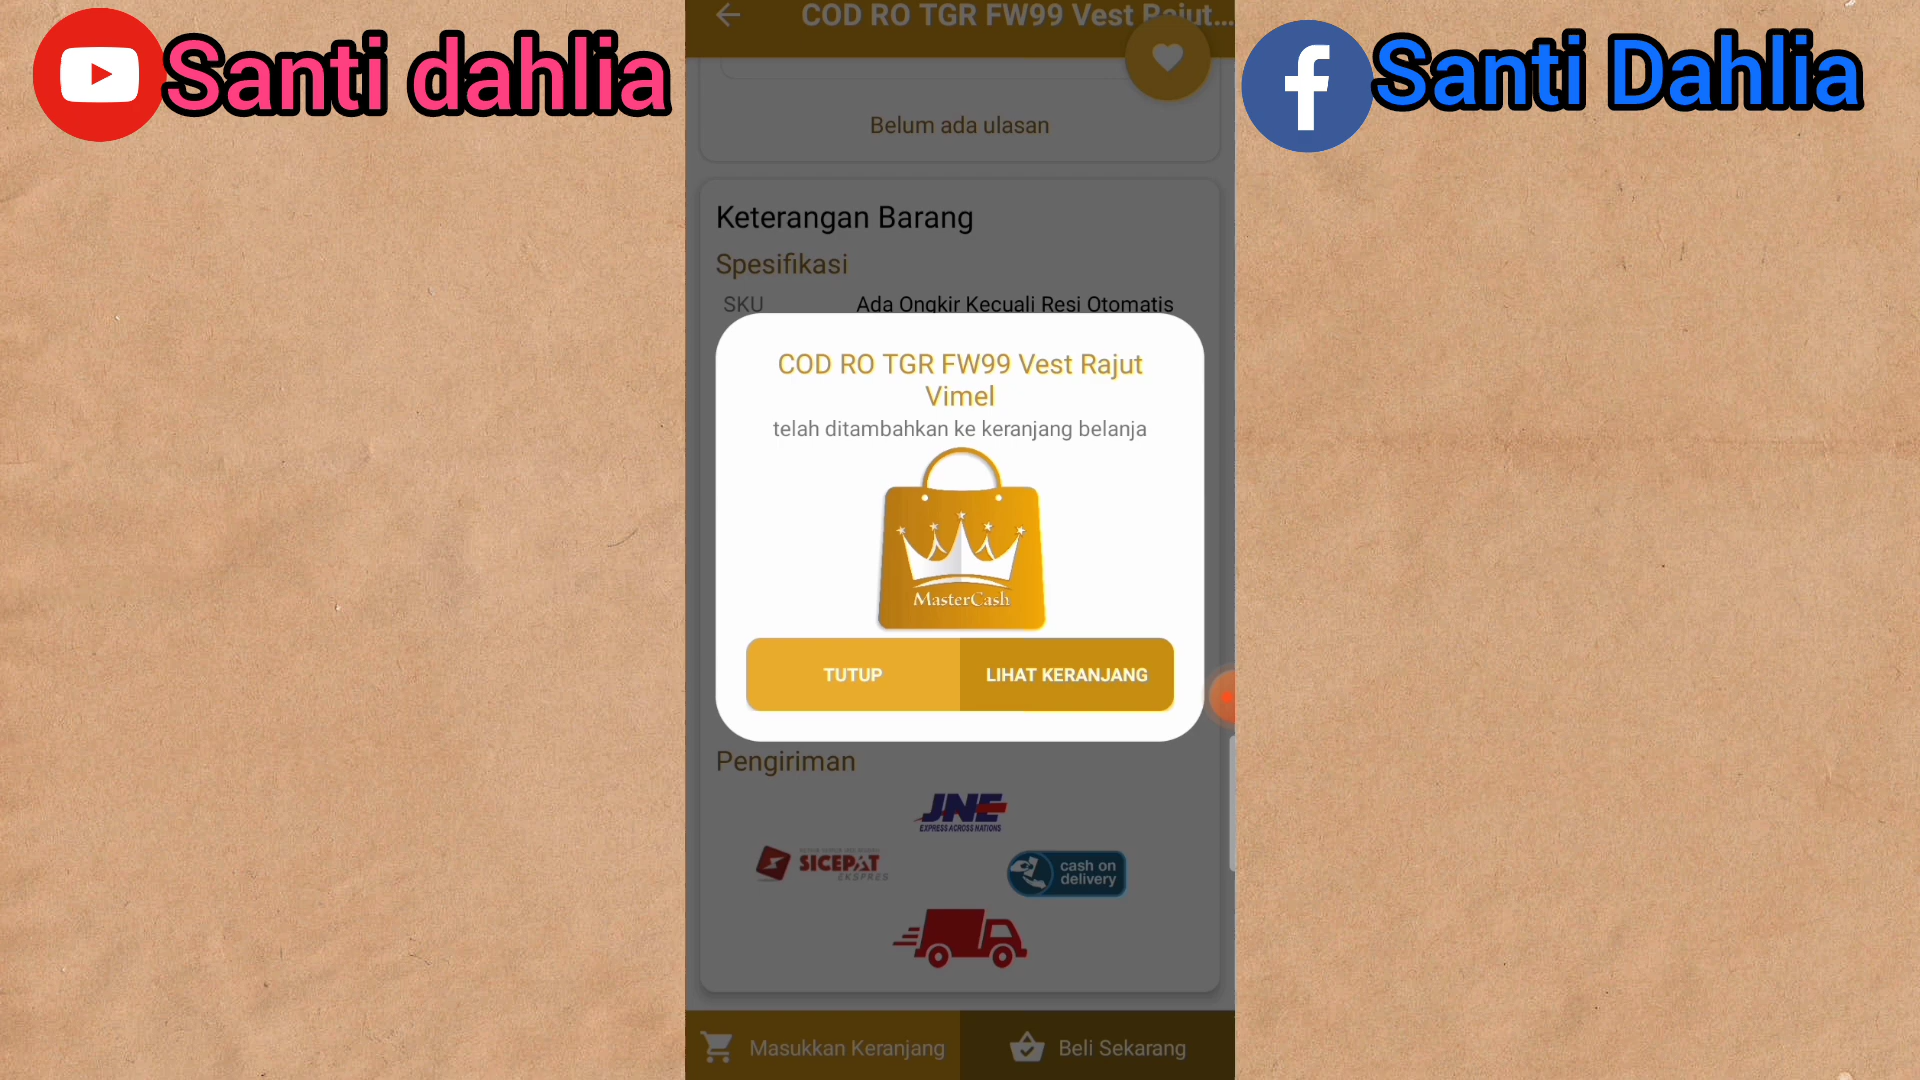 Santi dahlia
COD RO TGR FW99 Vest Rajut...
Santi Dahlia
Belum ada ulasan
Keterangan Barang
Spesifikasi
SKU Ada Ongkir Kecuali Resi Otomatis
COD RO TGR FW99 Vest Rajut
Vimel
telah ditambahkan ke keranjang belanja
MasterCash
TUTUP
LIHAT KERANJANG
Pengiriman
JNE
EXPRESS ACROSS NATIONS
SICEPAT
EKSPRES
cash on
delivery
Masukkan Keranjang
Beli Sekarang